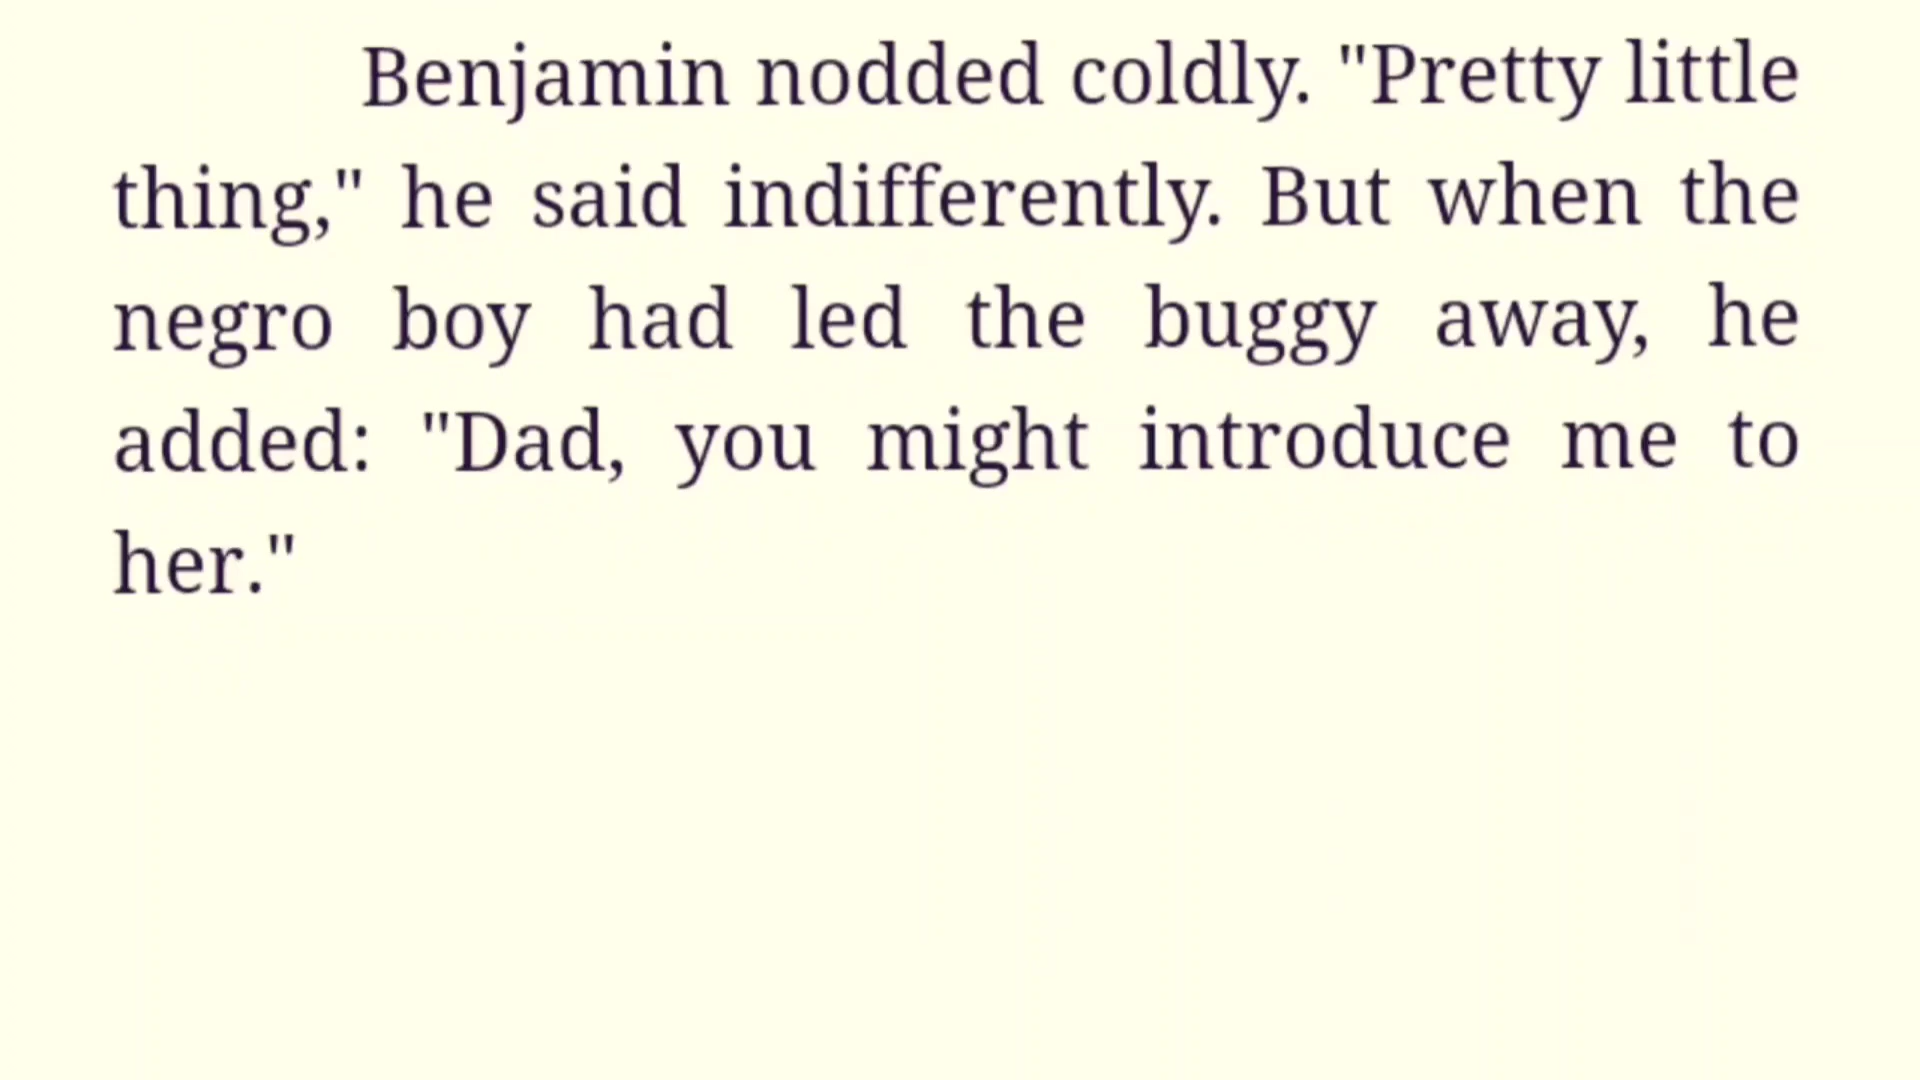 Benjamin nodded coldly. "Pretty little
thing," he said indifferently. But when the
negro boy had led the buggy away, he
added: "Dad, you might introduce me to
her."